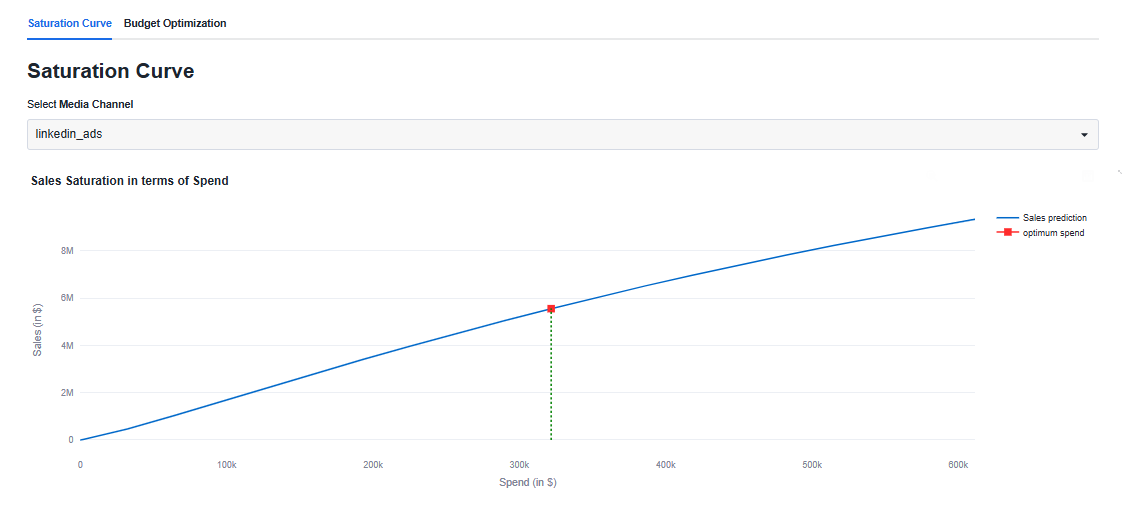 Saturation Curve Budget Optimization
Saturation Curve
Select Media Channel
linkedin_ads
Sales Saturation in terms of Spend
Sales prediction
optimum spend
8M
6M
4M
2M
0
Sales (in $)
0 100k 200k 300k 400k 500k 600k
Spend (in $)